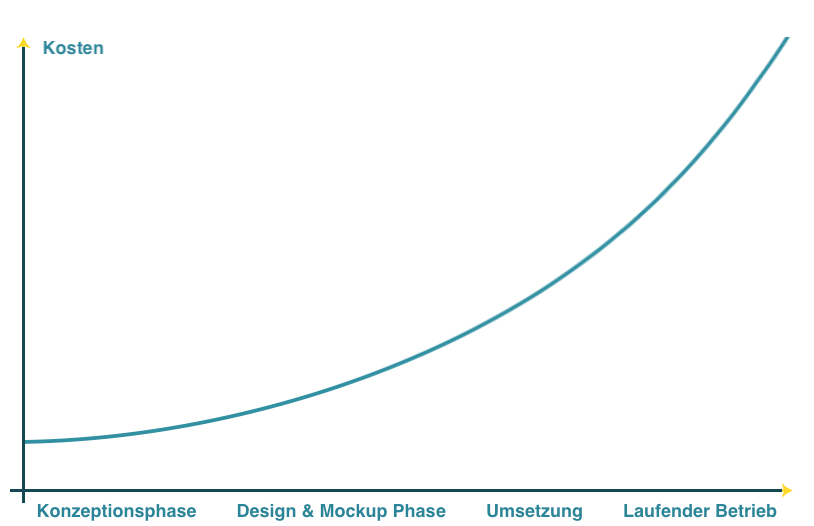 Kosten
Konzeptionsphase Design & Mockup Phase Umsetzung Laufender Betrieb